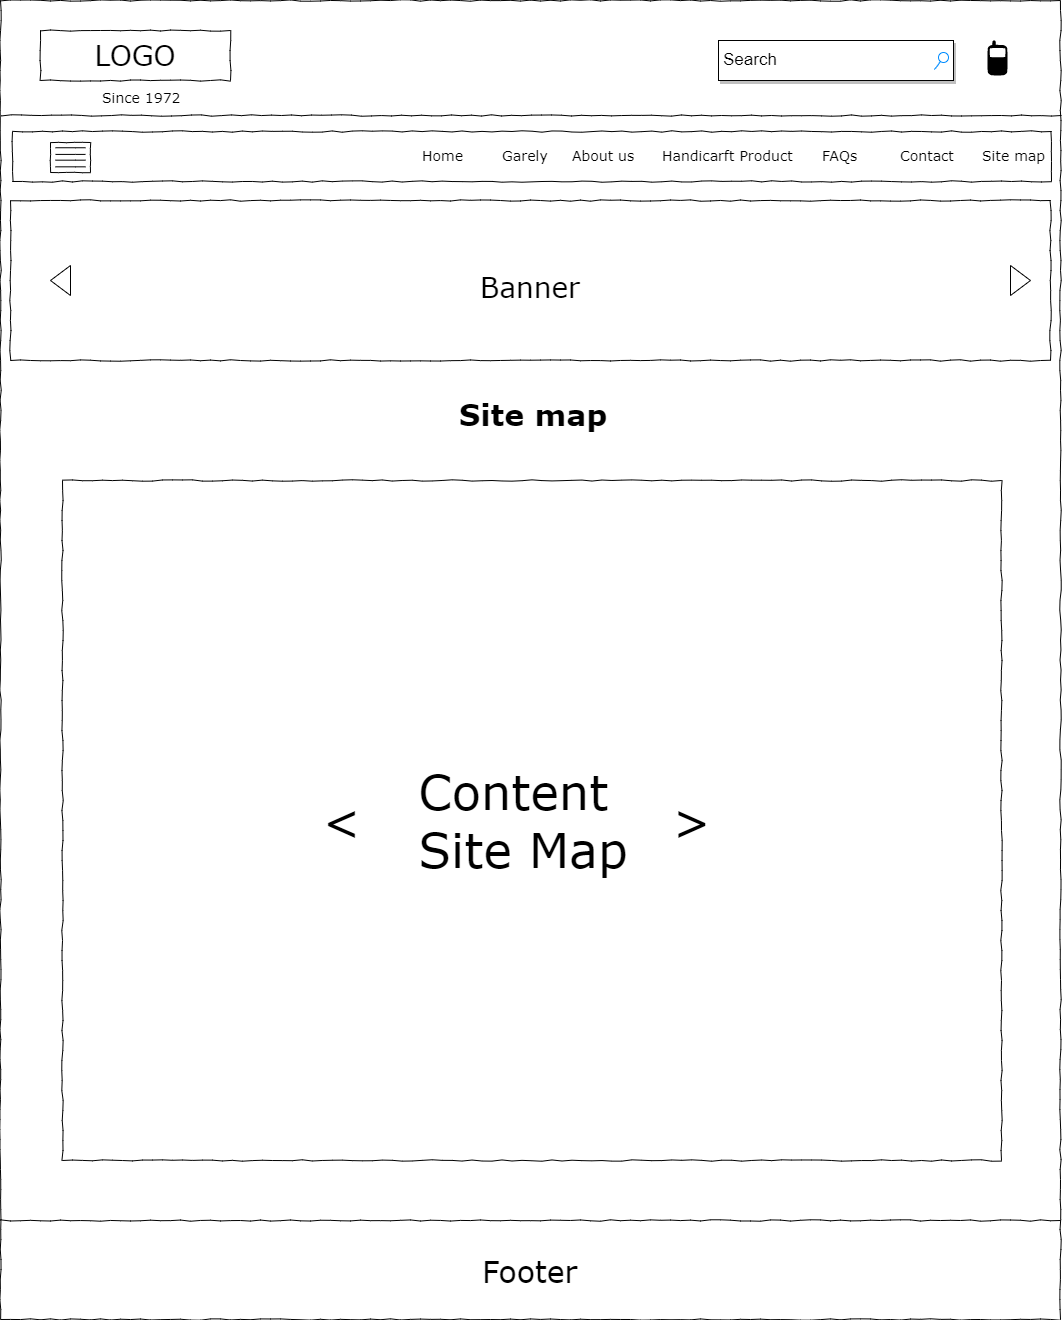 LOGO
Since 1972
Search
Home Garely About us Handicarft Product FAQs Contact Site map
Banner
Site map
Content
< >
Site Map
Footer